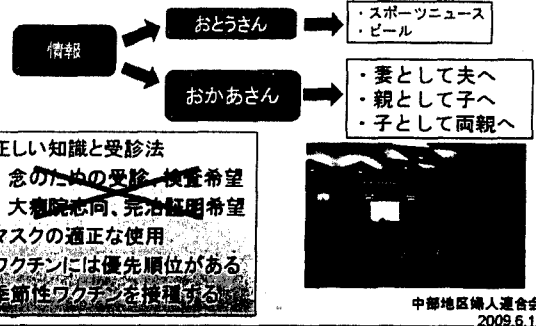 情報
おとうさん
・スポーツニュース
・ビール
おかあさん
・妻として夫へ
・親として子へ
・子として両親へ
正しい知識と受診法
念のための受診、検査希望
大病院志向、完治証明希望
マスクの適正な使用
ワクチンには優先順位がある
季節性ワクチンを接種する
中部地区婦人連合会
2009.6.1